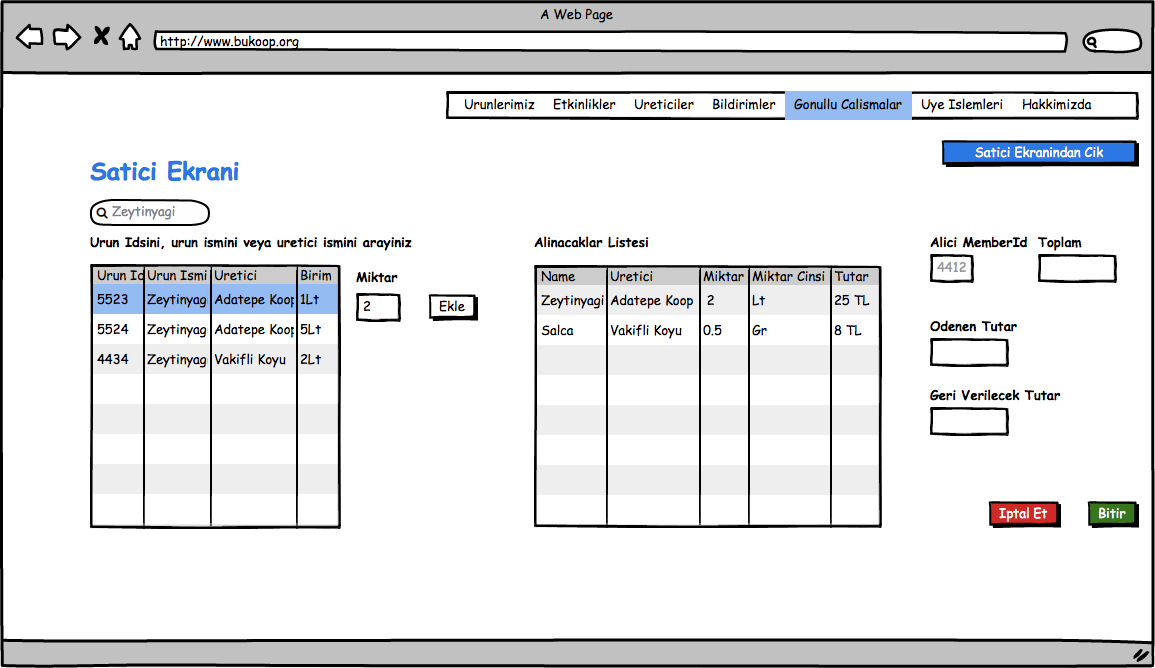 A Web Page
http://www.bukoop.org
Urunlerimiz Etkinlikler Ureticiler Bildirimler Gonullu Calismalar Uye Islemleri Hakkimizda
Satici Ekranindan Cik
Satici Ekrani
Zeytinyagi
Urun Idsini, urun ismini veya uretici ismini arayiniz
Urun Id Urun Ismi Uretici Birim
5523 Zeytinyag Adatepe Koop 1Lt
5524 Zeytinyag Adatepe Koop 5Lt
4434 Zeytinyag Vakifli Koyu 2Lt
Miktar
2
Ekle
Alinacaklar Listesi
Name Uretici Miktar Miktar Cinsi Tutar
Zeytinyagi Adatepe Koop 2 Lt 25 TL
Salca Vakifli Koyu 0.5 Gr 8 TL
Alici MemberId Toplam
4412
Odenen Tutar
Geri Verilecek Tutar
Iptal Et Bitir